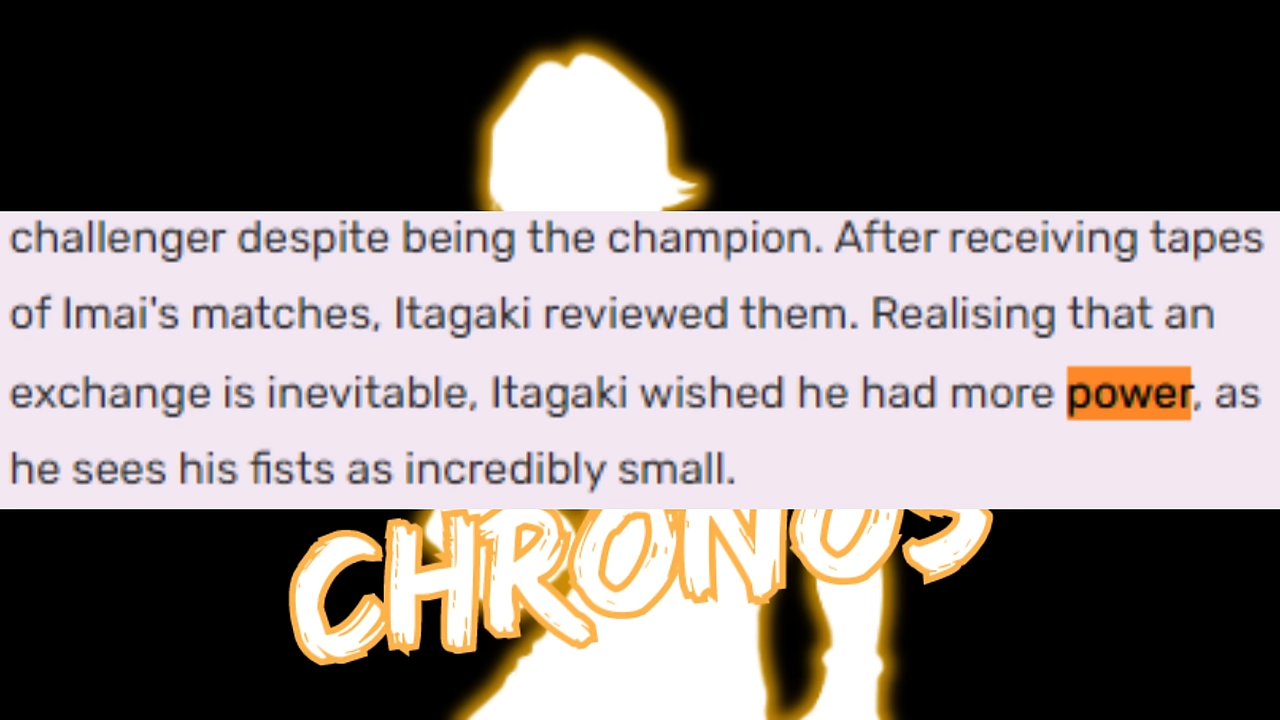 challenger despite being the champion. After receiving tapes
of Imai's matches, Itagaki reviewed them. Realising that an
exchange is inevitable, Itagaki wished he had more power, as
he sees his fists as incredibly small.
CHRONOS